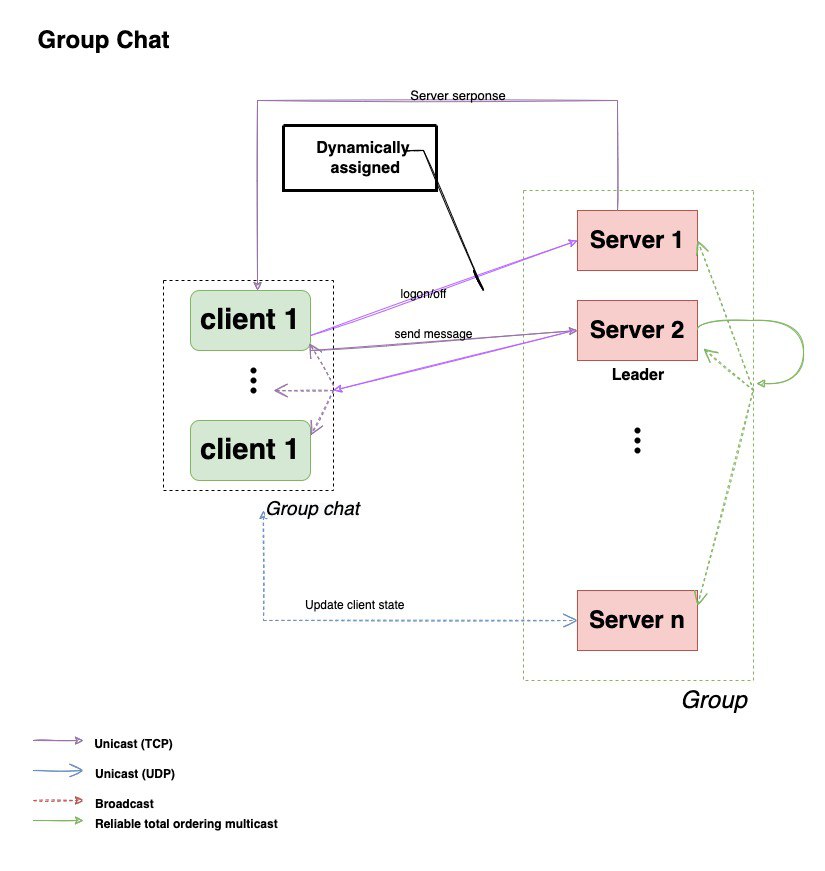 Group Chat
Server serponse
Dynamically
assigned
Server 1
logon/off
client 1
send message
Server 2
Leader
client 1
Group chat
Update client state
Server n
Group
Unicast (TCP)
Unicast (UDP)
Broadcast
Reliable total ordering multicast